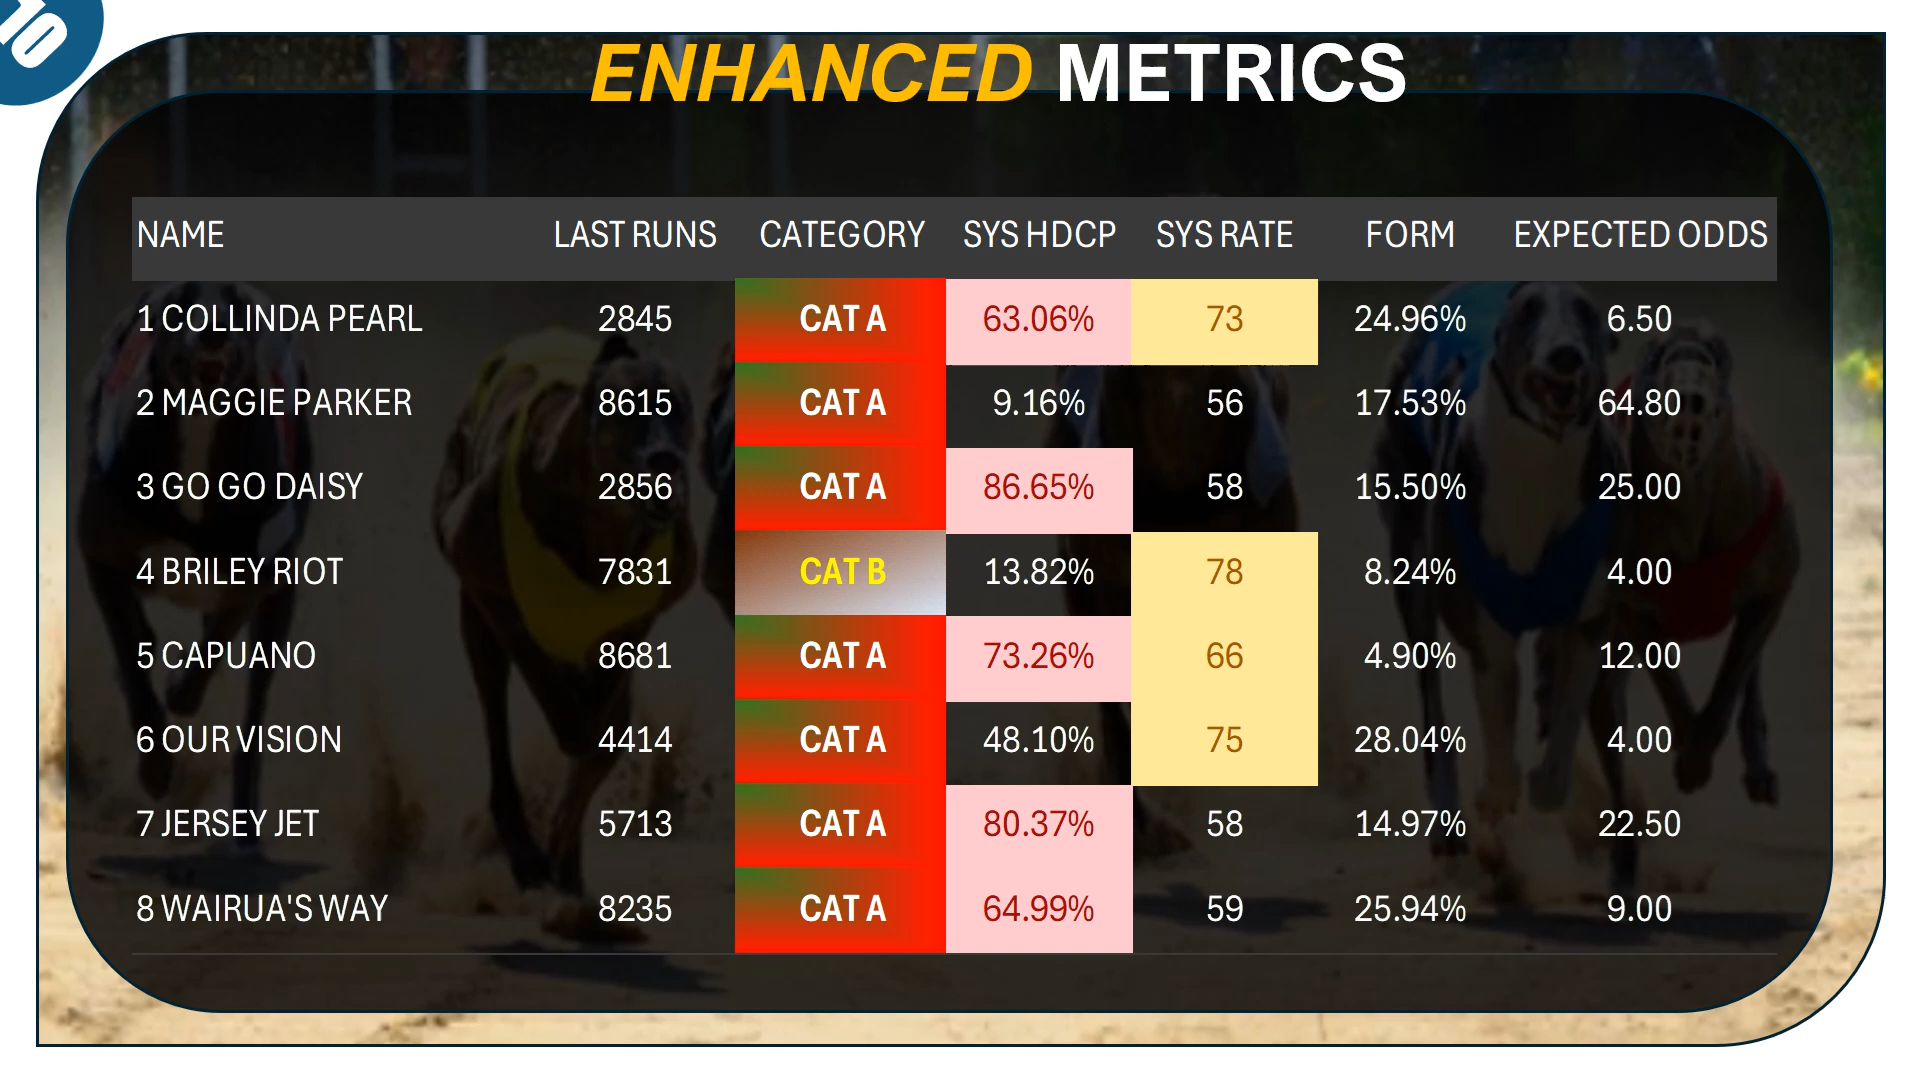 10
ENHANCED METRICS
NAME LAST RUNS CATEGORY SYS HDCP SYS RATE FORM EXPECTED ODDS
1 COLLINDA PEARL 2845 CAT A 63.06% 73 24.96% 6.50
2 MAGGIE PARKER 8615 CAT A 9.16% 56 17.53% 64.80
3 GO GO DAISY 2856 CAT A 86.65% 58 15.50% 25.00
4 BRILEY RIOT 7831 CAT B 13.82% 78 8.24% 4.00
5 CAPUANO 8681 CAT A 73.26% 66 4.90% 12.00
6 OUR VISION 4414 CAT A 48.10% 75 28.04% 4.00
7 JERSEY JET 5713 CAT A 80.37% 58 14.97% 22.50
8 WAIRUA'S WAY 8235 CAT A 64.99% 59 25.94% 9.00